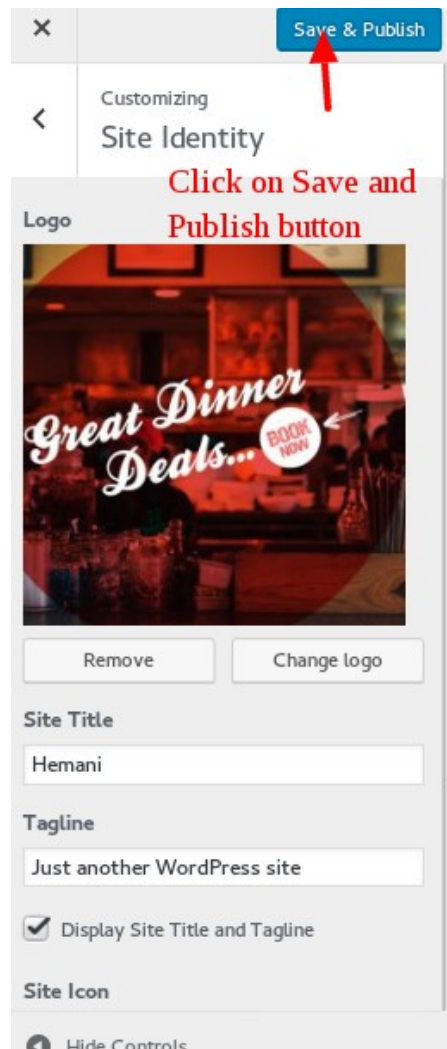 Save & Publish
Customizing
Site Identity
Click on Save and
Publish button
Logo
Great Dinner
Deals...
BOOK
NOW
Remove
Change logo
Site Title
Hemani
Tagline
Just another WordPress site
Display Site Title and Tagline
Site Icon
Hide Controls